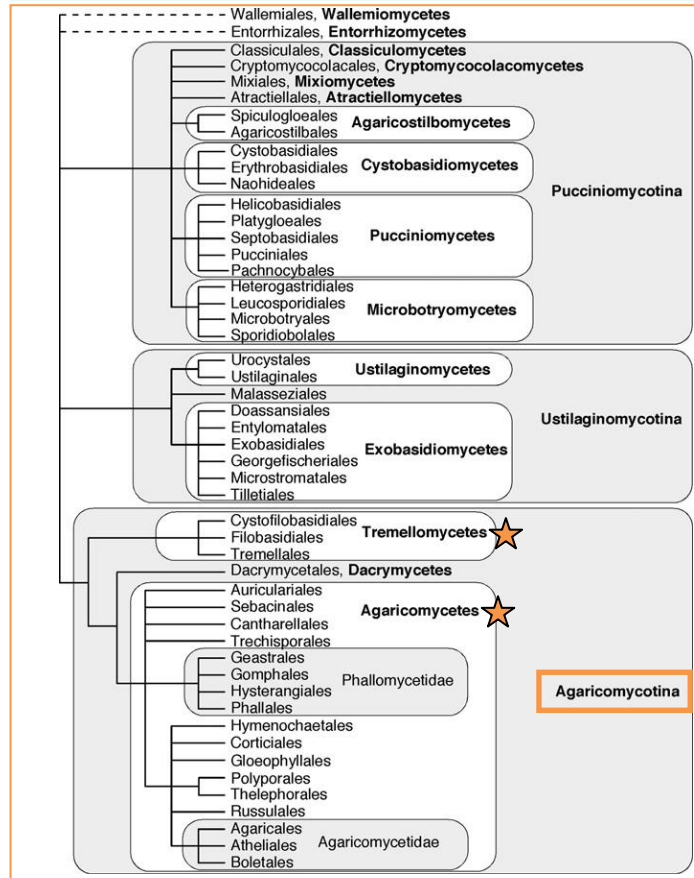 Wallemiales, Wallemiomycetes
Entorrhizales, Entorrhizomycetes
Classiculales, Classiculomycetes
Cryptomycocolacales, Cryptomycocolacomycetes
Mixiales, Mixiomycetes
Atractiellales, Atractiellomycetes
Spiculogloeales
Agaricostilbales
Agaricostilbomycetes
Cystobasidiales
Erythrobasidiales
Naohideales
Cystobasidiomycetes
Pucciniomycotina
Helicobasidiales
Platygloeales
Septobasidiales
Pucciniales
Pachnocybales
Pucciniomycetes
Heterogastridiales
Leucosporidiales
Microbotryales
Sporidiobolales
Microbotryomycetes
Urocystales
Ustilaginales
Ustilaginomycetes
Malasseziales
Ustilaginomycotina
Doassansiales
Entylomatales
Exobasidiales
Georgefischeriales
Microstromatales
Tilletiales
Exobasidiomycetes
Cystofilobasidiales
Filobasidiales
Tremellales
Tremellomycetes
Dacrymycetales, Dacrymycetes
Auriculariales
Sebacinales
Cantharellales
Trechisporales
Agaricomycetes
Geastrales
Gomphales
Hysterangiales
Phallales
Phallomycetidae
Agaricomycotina
Hymenochaetales
Corticiales
Gloeophyllales
Polyporales
Thelephorales
Russulales
Agaricales
Atheliales
Boletales
Agaricomycetidae